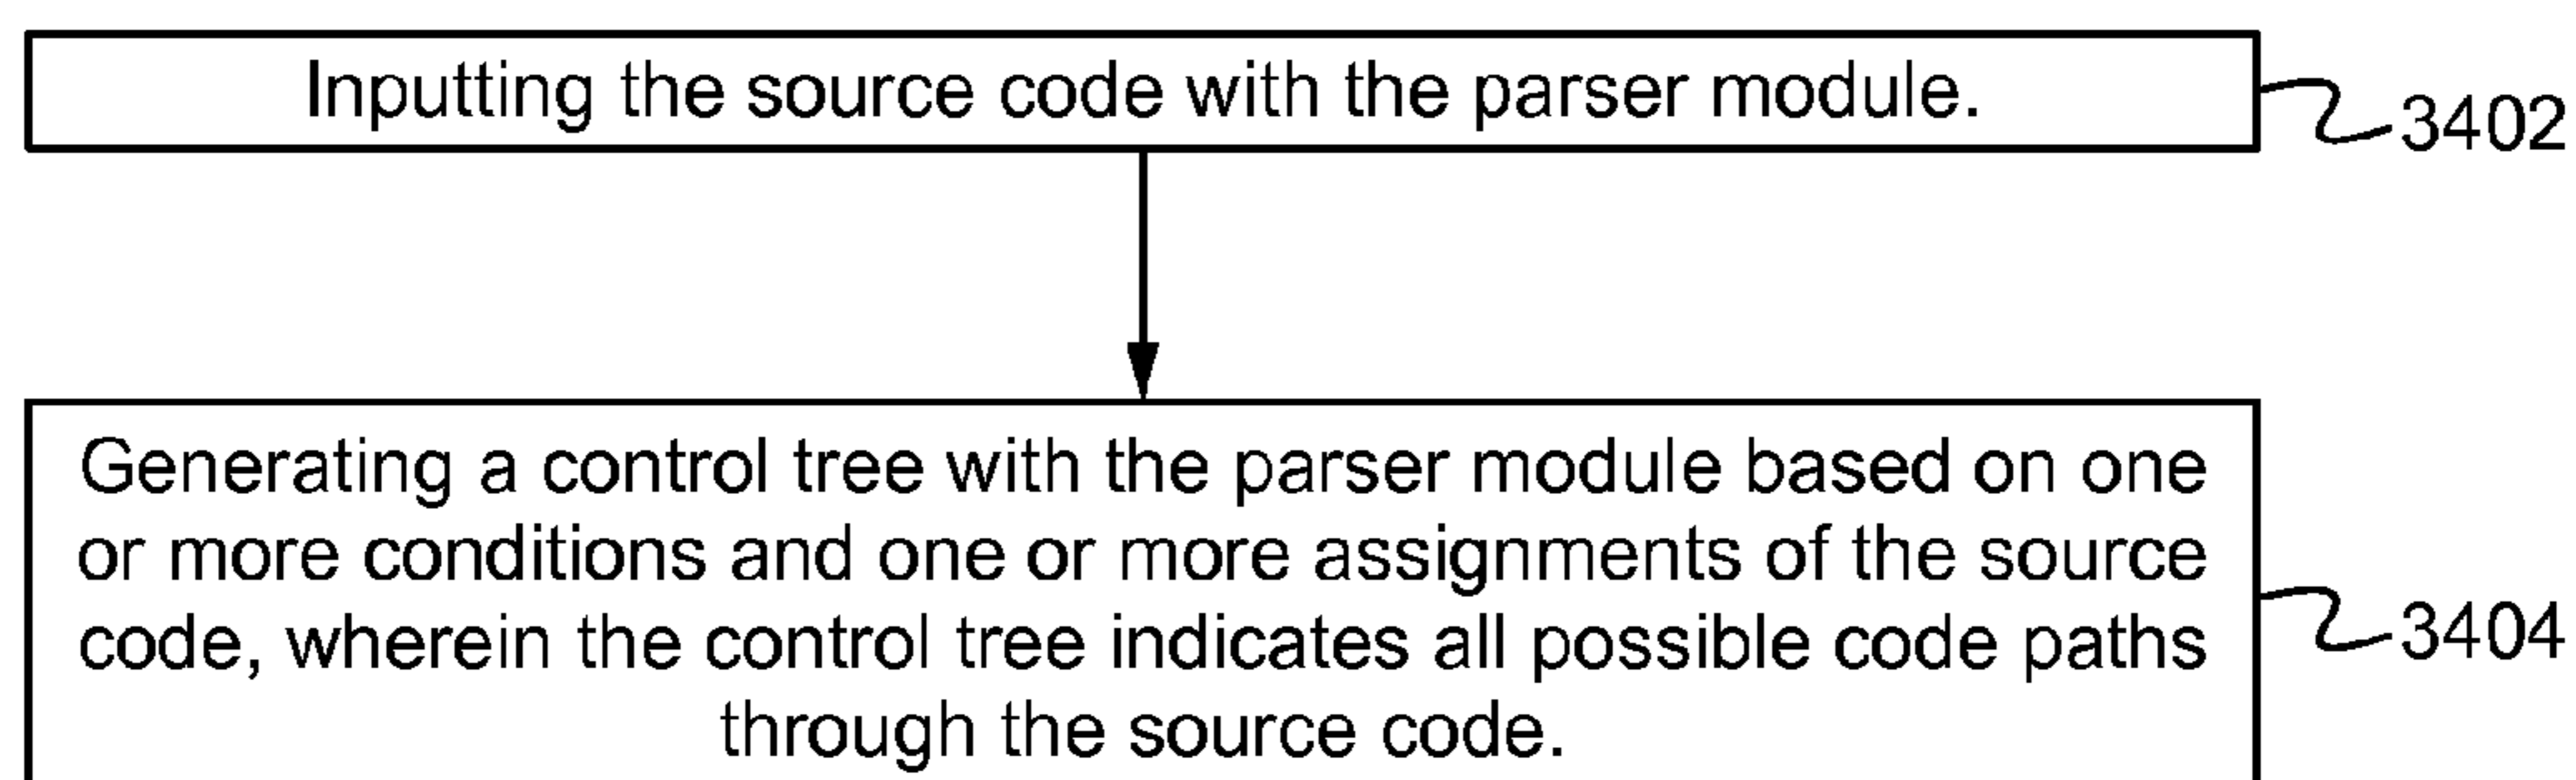 Inputting the source code with the parser module.
3402
Generating a control tree with the parser module based on one
or more conditions and one or more assignments of the source
code, wherein the control tree indicates all possible code paths
through the source code.
3404